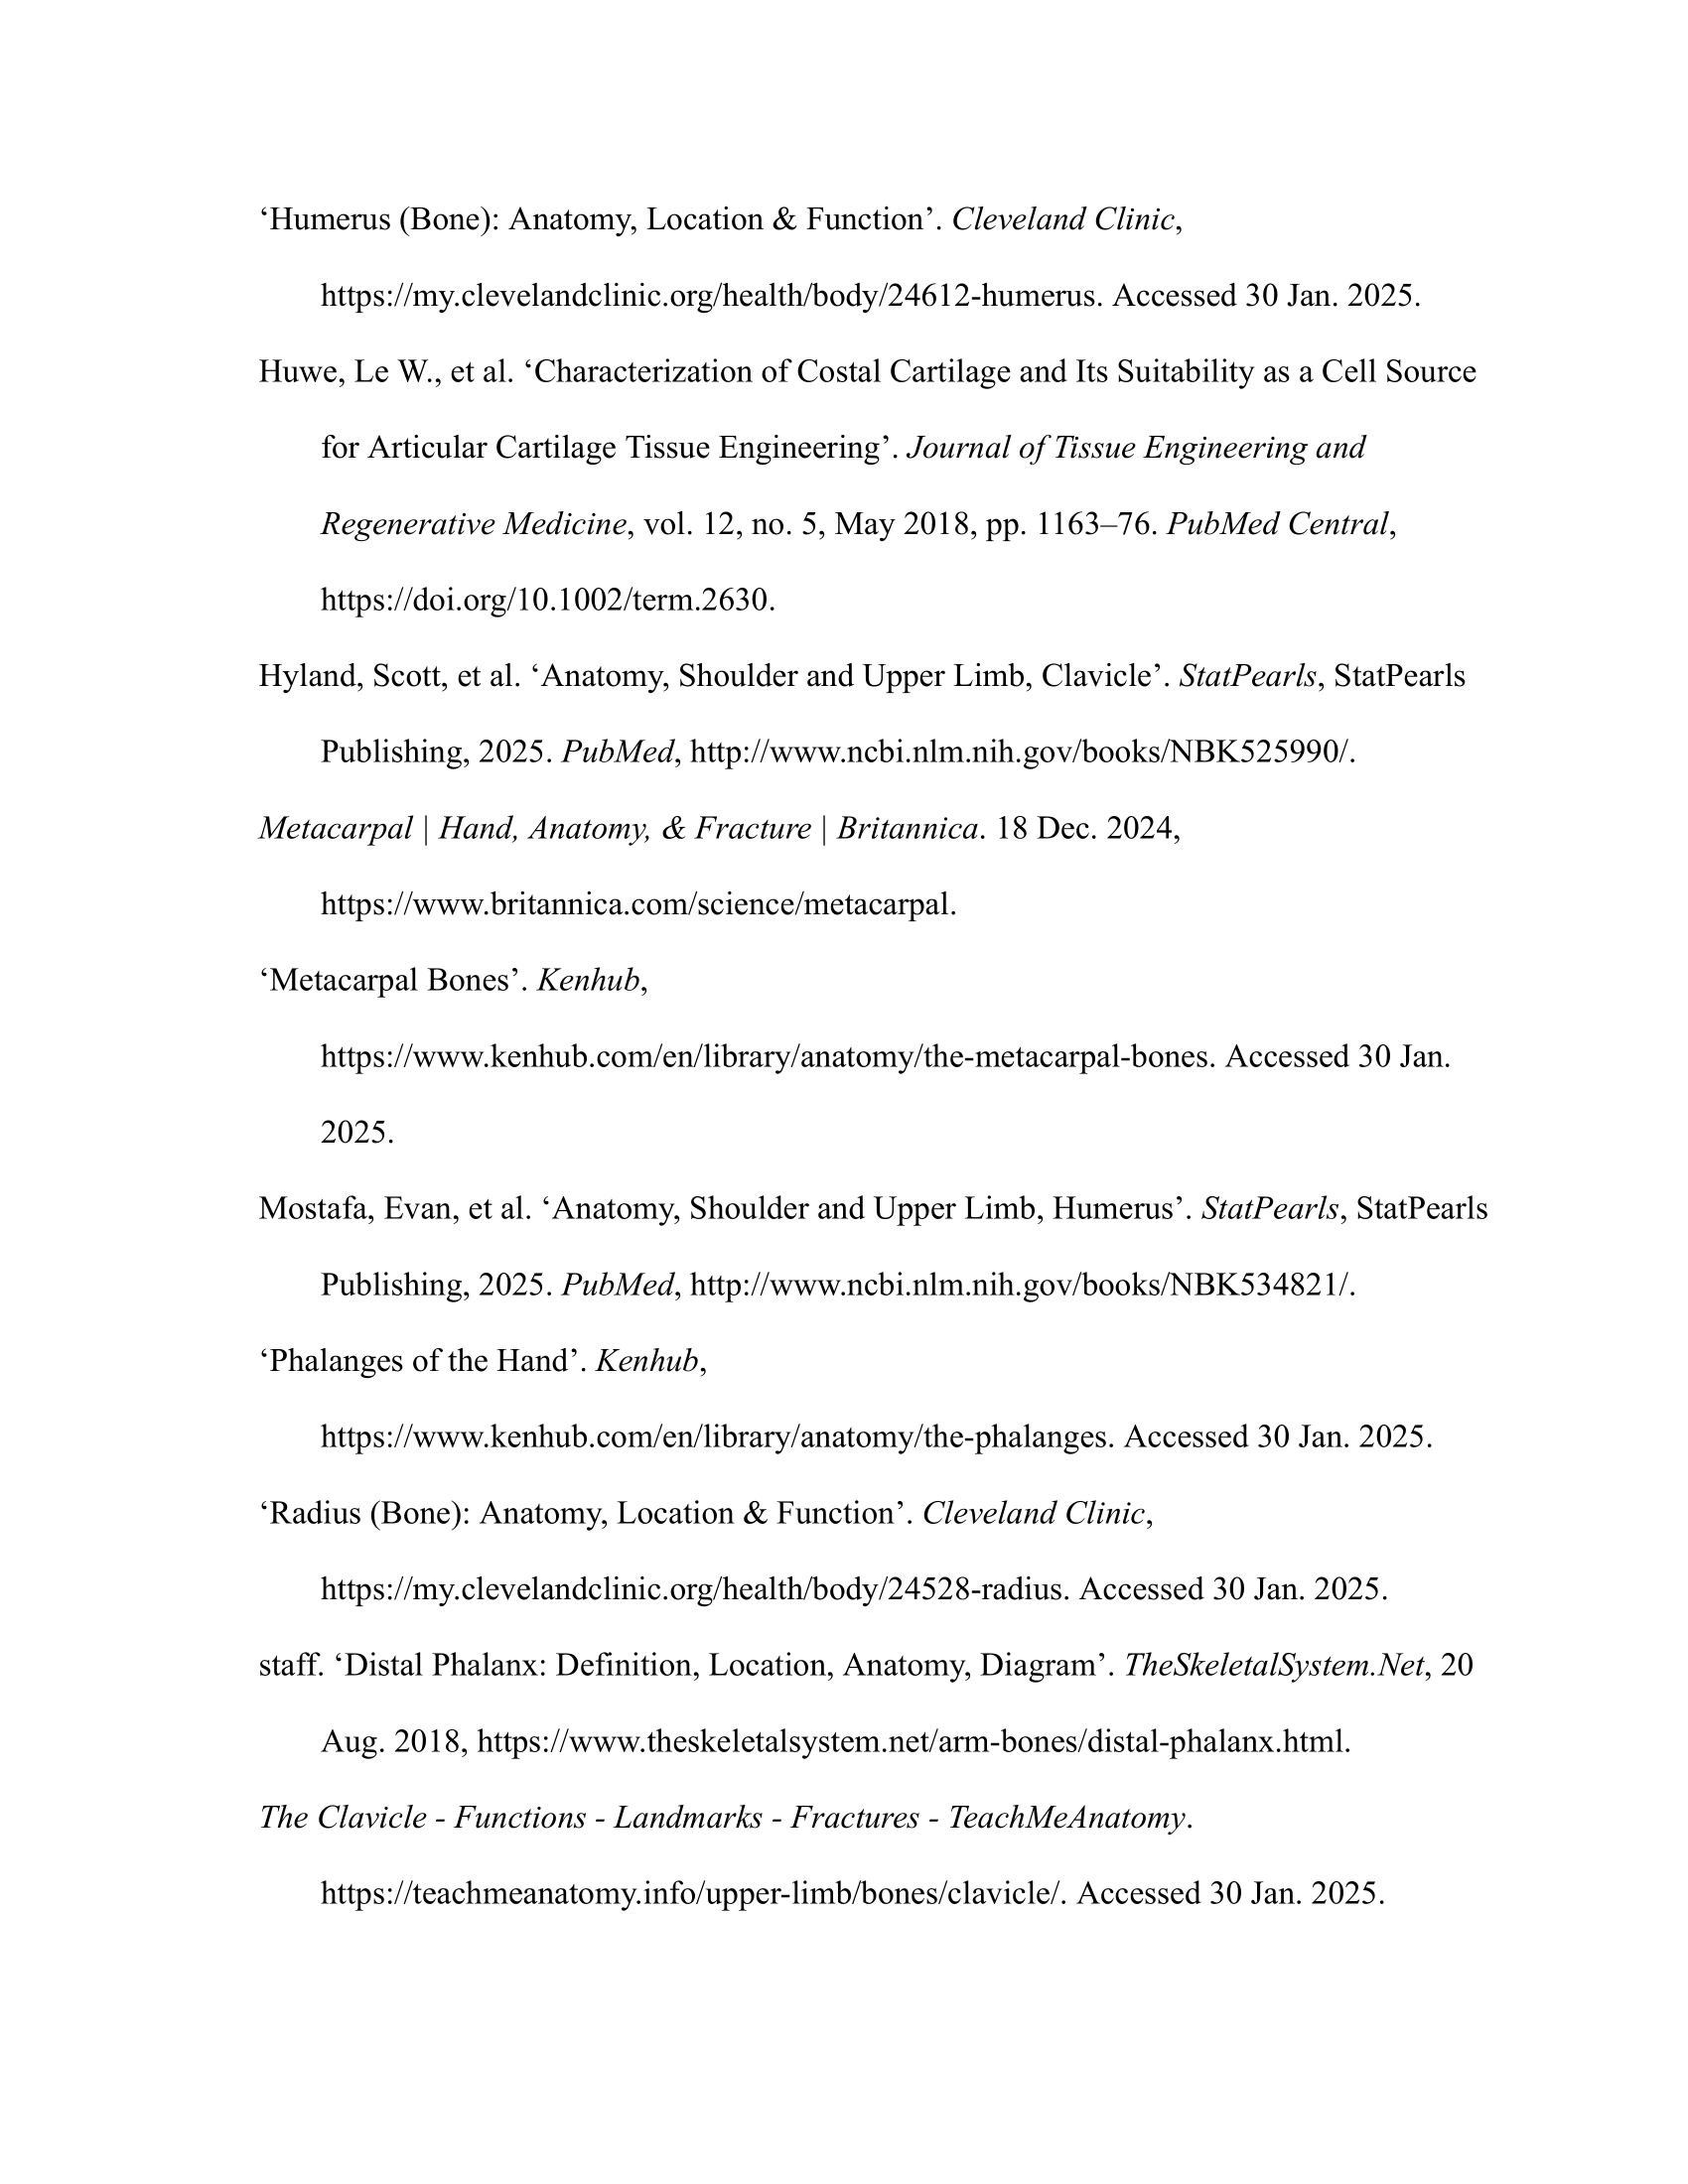 ‘Humerus (Bone): Anatomy, Location & Function’. Cleveland Clinic,
https://my.clevelandclinic.org/health/body/24612-humerus. Accessed 30 Jan. 2025.
Huwe, Le W., et al. ‘Characterization of Costal Cartilage and Its Suitability as a Cell Source
for Articular Cartilage Tissue Engineering’. Journal of Tissue Engineering and
Regenerative Medicine, vol. 12, no. 5, May 2018, pp. 1163–76. PubMed Central,
https://doi.org/10.1002/term.2630.
Hyland, Scott, et al. ‘Anatomy, Shoulder and Upper Limb, Clavicle’. StatPearls, StatPearls
Publishing, 2025. PubMed, http://www.ncbi.nlm.nih.gov/books/NBK525990/.
Metacarpal | Hand, Anatomy, & Fracture | Britannica. 18 Dec. 2024,
https://www.britannica.com/science/metacarpal.
‘Metacarpal Bones’. Kenhub,
https://www.kenhub.com/en/library/anatomy/the-metacarpal-bones. Accessed 30 Jan.
2025.
Mostafa, Evan, et al. ‘Anatomy, Shoulder and Upper Limb, Humerus’. StatPearls, StatPearls
Publishing, 2025. PubMed, http://www.ncbi.nlm.nih.gov/books/NBK534821/.
‘Phalanges of the Hand’. Kenhub,
https://www.kenhub.com/en/library/anatomy/the-phalanges. Accessed 30 Jan. 2025.
‘Radius (Bone): Anatomy, Location & Function’. Cleveland Clinic,
https://my.clevelandclinic.org/health/body/24528-radius. Accessed 30 Jan. 2025.
staff. ‘Distal Phalanx: Definition, Location, Anatomy, Diagram’. TheSkeletalSystem.Net, 20
Aug. 2018, https://www.theskeletalsystem.net/arm-bones/distal-phalanx.html.
The Clavicle - Functions - Landmarks - Fractures - TeachMeAnatomy.
https://teachmeanatomy.info/upper-limb/bones/clavicle/. Accessed 30 Jan. 2025.